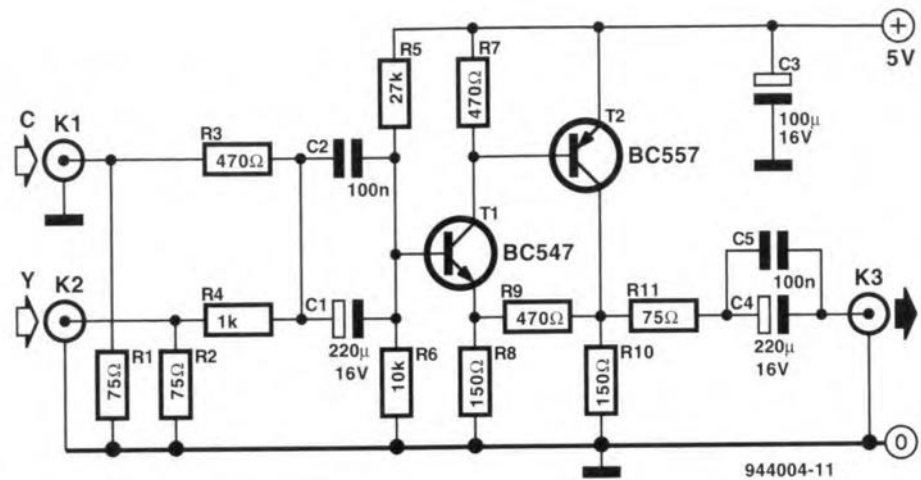 +
5V
C
K1
R3
470Ω
C2
100n
R5
27k
R7
470Ω
T2
BC557
C3
100µ
16V
T1
BC547
Y
K2
R4
1k
C1
220µ
16V
R9
470Ω
R11
75Ω
C5
100n
C4
220µ
16V
K3
R1
75Ω
R2
75Ω
R6
10k
R8
150Ω
R10
150Ω
0
944004-11